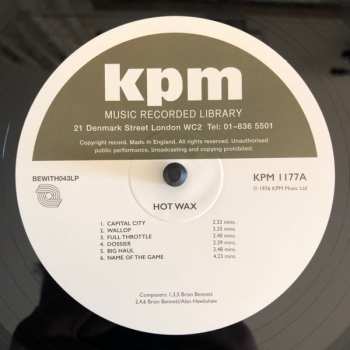 kpm
MUSIC RECORDED LIBRARY
21 Denmark Street London WC2 Tel: 01-836 5501
Copyright record. Made in England. All rights reserved. Unauthorised
public performance, broadcasting and copying prohibited.
BEWITH043LP
HOT WAX
KPM 1177A
© 1976 KPM Music Ltd
1. CAPITAL CITY 2.33 mins.
2. WALLOP 3.25 mins.
3. FULL THROTTLE 2.40 mins.
4. DOSSIER 2.39 mins.
5. BIG HAUL 2.48 mins.
6. NAME OF THE GAME 4.23 mins.
Composers: 1,3,5 Brian Bennett
2,4,6 Brian Bennett/Alan Hawkshaw